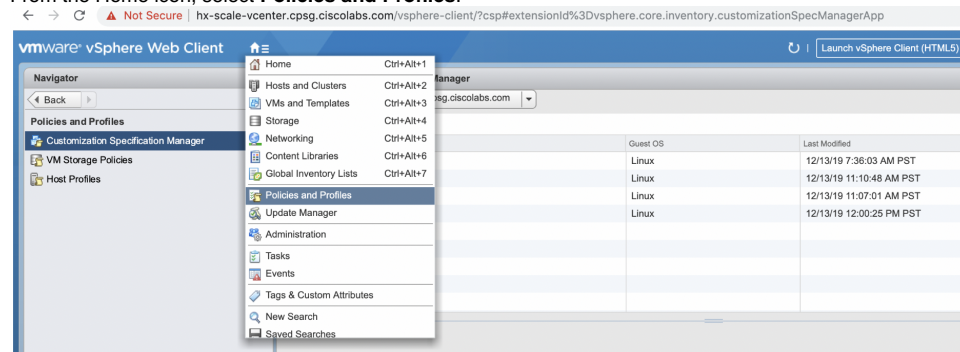 From the Home icon, select Policies and Profiles.
Not Secure | hx-scale-vcenter.cpsg.ciscolabs.com/vsphere-client/?csp#extensionId%3Dvsphere.core.inventory.customizationSpecManagerApp
vmware® vSphere Web Client
Launch vSphere Client (HTML5)
Navigator
Back
Policies and Profiles
Customization Specification Manager
VM Storage Policies
Host Profiles
Home Ctrl+Alt+1
Hosts and Clusters Ctrl+Alt+2
VMs and Templates Ctrl+Alt+3
Storage Ctrl+Alt+4
Networking Ctrl+Alt+5
Content Libraries Ctrl+Alt+6
Global Inventory Lists Ctrl+Alt+7
Policies and Profiles
Update Manager
Administration
Tasks
Events
Tags & Custom Attributes
New Search
Saved Searches
Manager
psg.ciscolabs.com
Guest OS Last Modified
Linux 12/13/19 7:36:03 AM PST
Linux 12/13/19 11:10:48 AM PST
Linux 12/13/19 11:07:01 AM PST
Linux 12/13/19 12:00:25 PM PST